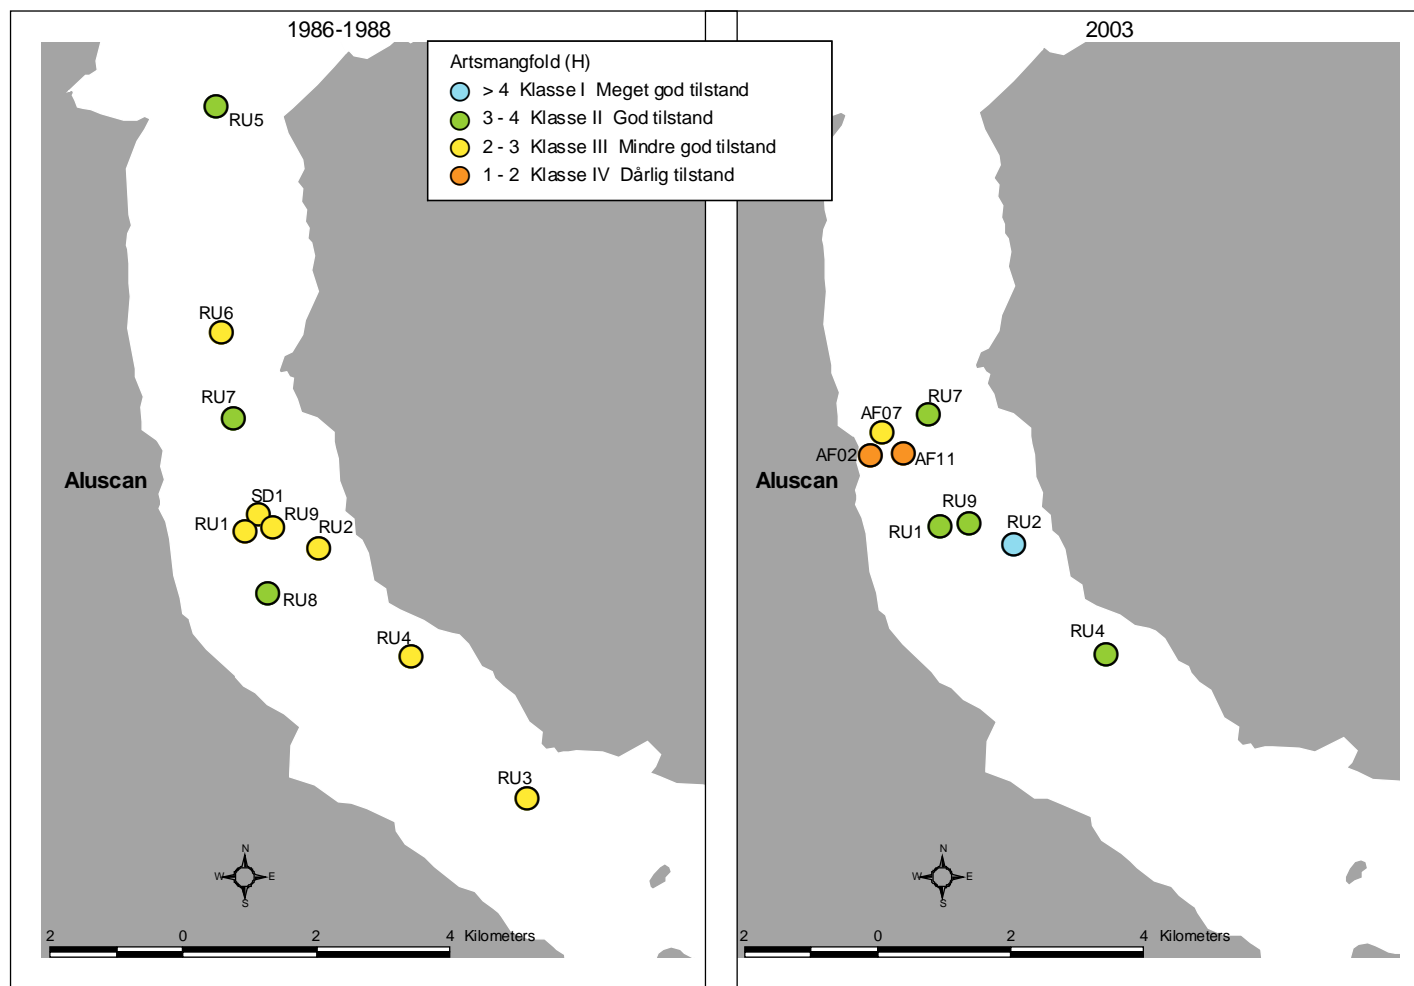 1986-1988
2003
Artsmangfold (H)
> 4 Klasse I Meget god tilstand
3 - 4 Klasse II God tilstand
2 - 3 Klasse III Mindre god tilstand
1 - 2 Klasse IV Dårlig tilstand
RU5
RU6
RU7
Aluscan
SD1
RU1
RU9
RU2
RU8
RU4
RU3
N
W
E
S
2 0 2 4 Kilometers
RU7
AF07
AF02
AF11
Aluscan
RU9
RU1
RU2
RU4
N
W
E
S
2 0 2 4 Kilometers